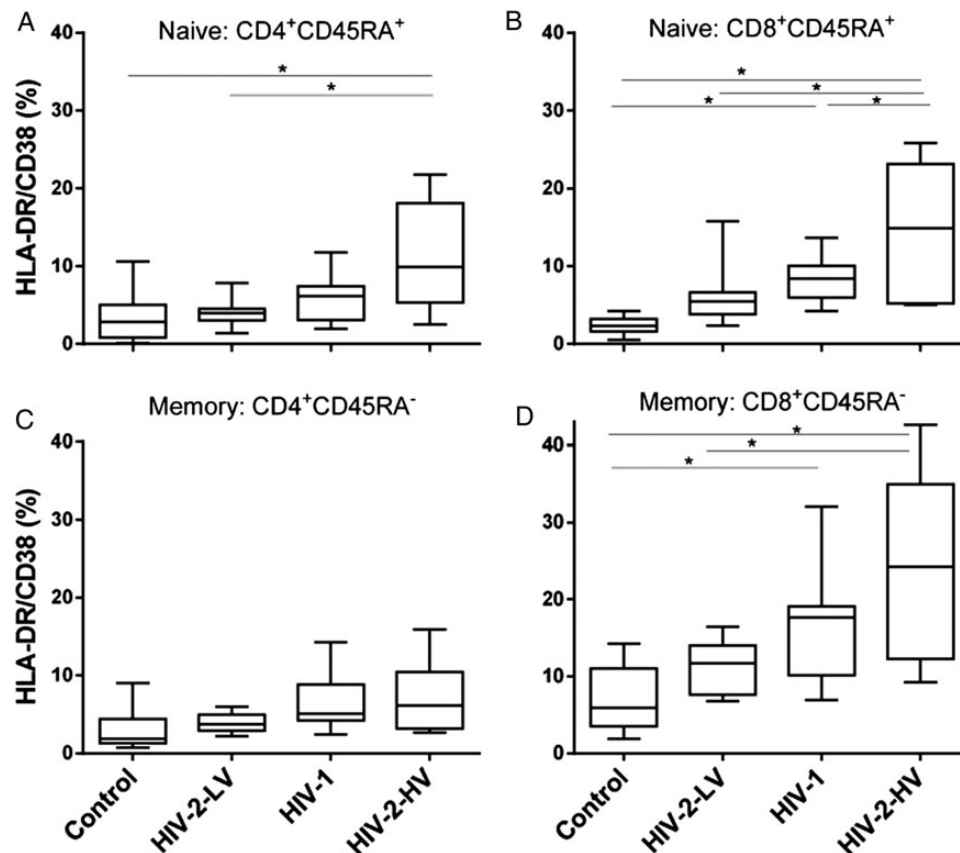 A
Naive: CD4⁺CD45RA⁺
HLA-DR/CD38 (%)
40
30
20
10
0
*
*
B
Naive: CD8⁺CD45RA⁺
40
30
20
10
0
*
*
*
*
C
Memory: CD4⁺CD45RA⁻
HLA-DR/CD38 (%)
40
30
20
10
0
Control
HIV-2-LV
HIV-1
HIV-2-HV
D
Memory: CD8⁺CD45RA⁻
40
30
20
10
0
*
*
*
Control
HIV-2-LV
HIV-1
HIV-2-HV